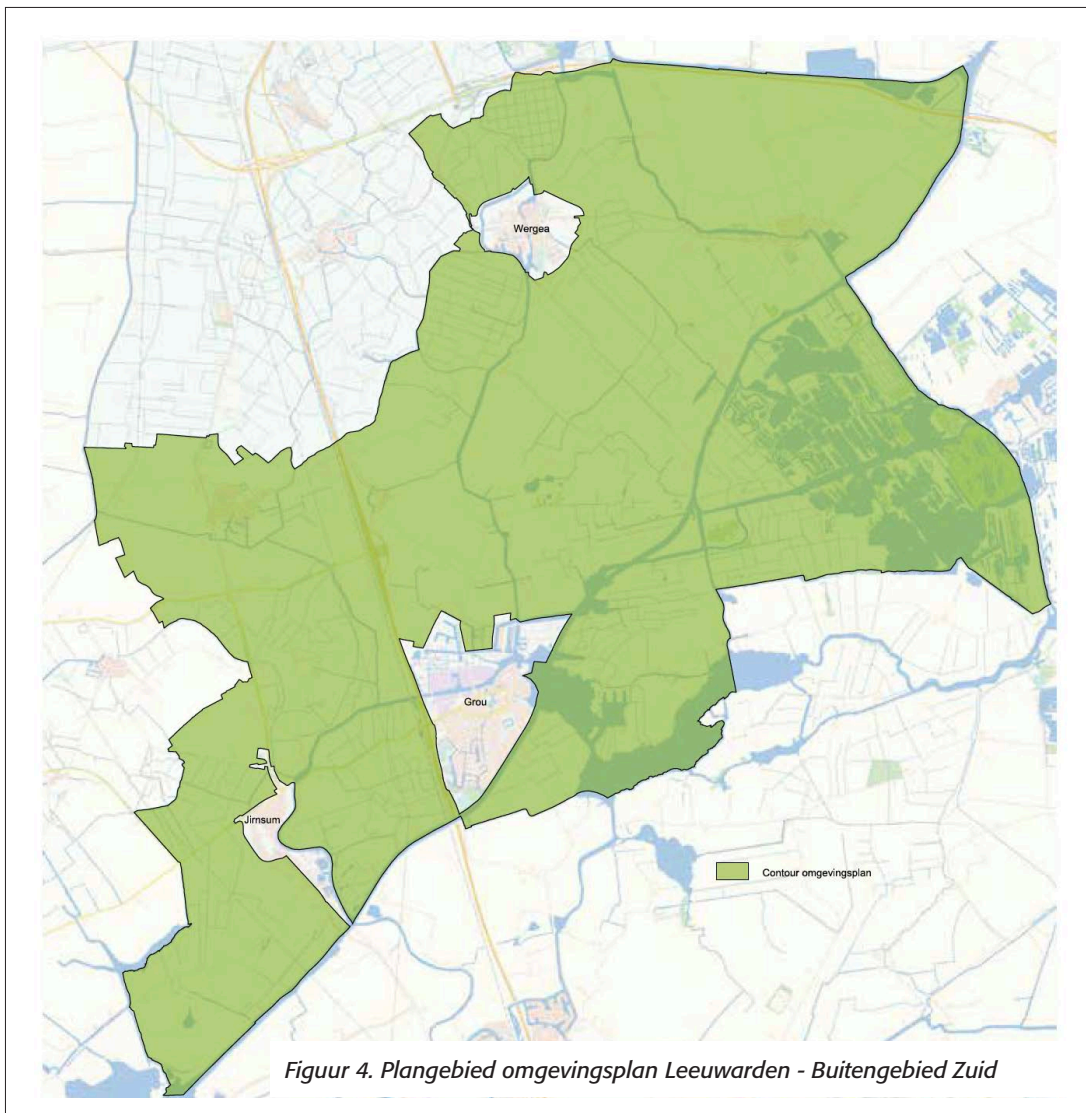 Wergea
Grou
Jirnsum
Contour omgevingsplan
Figuur 4. Plangebied omgevingsplan Leeuwarden - Buitengebied Zuid